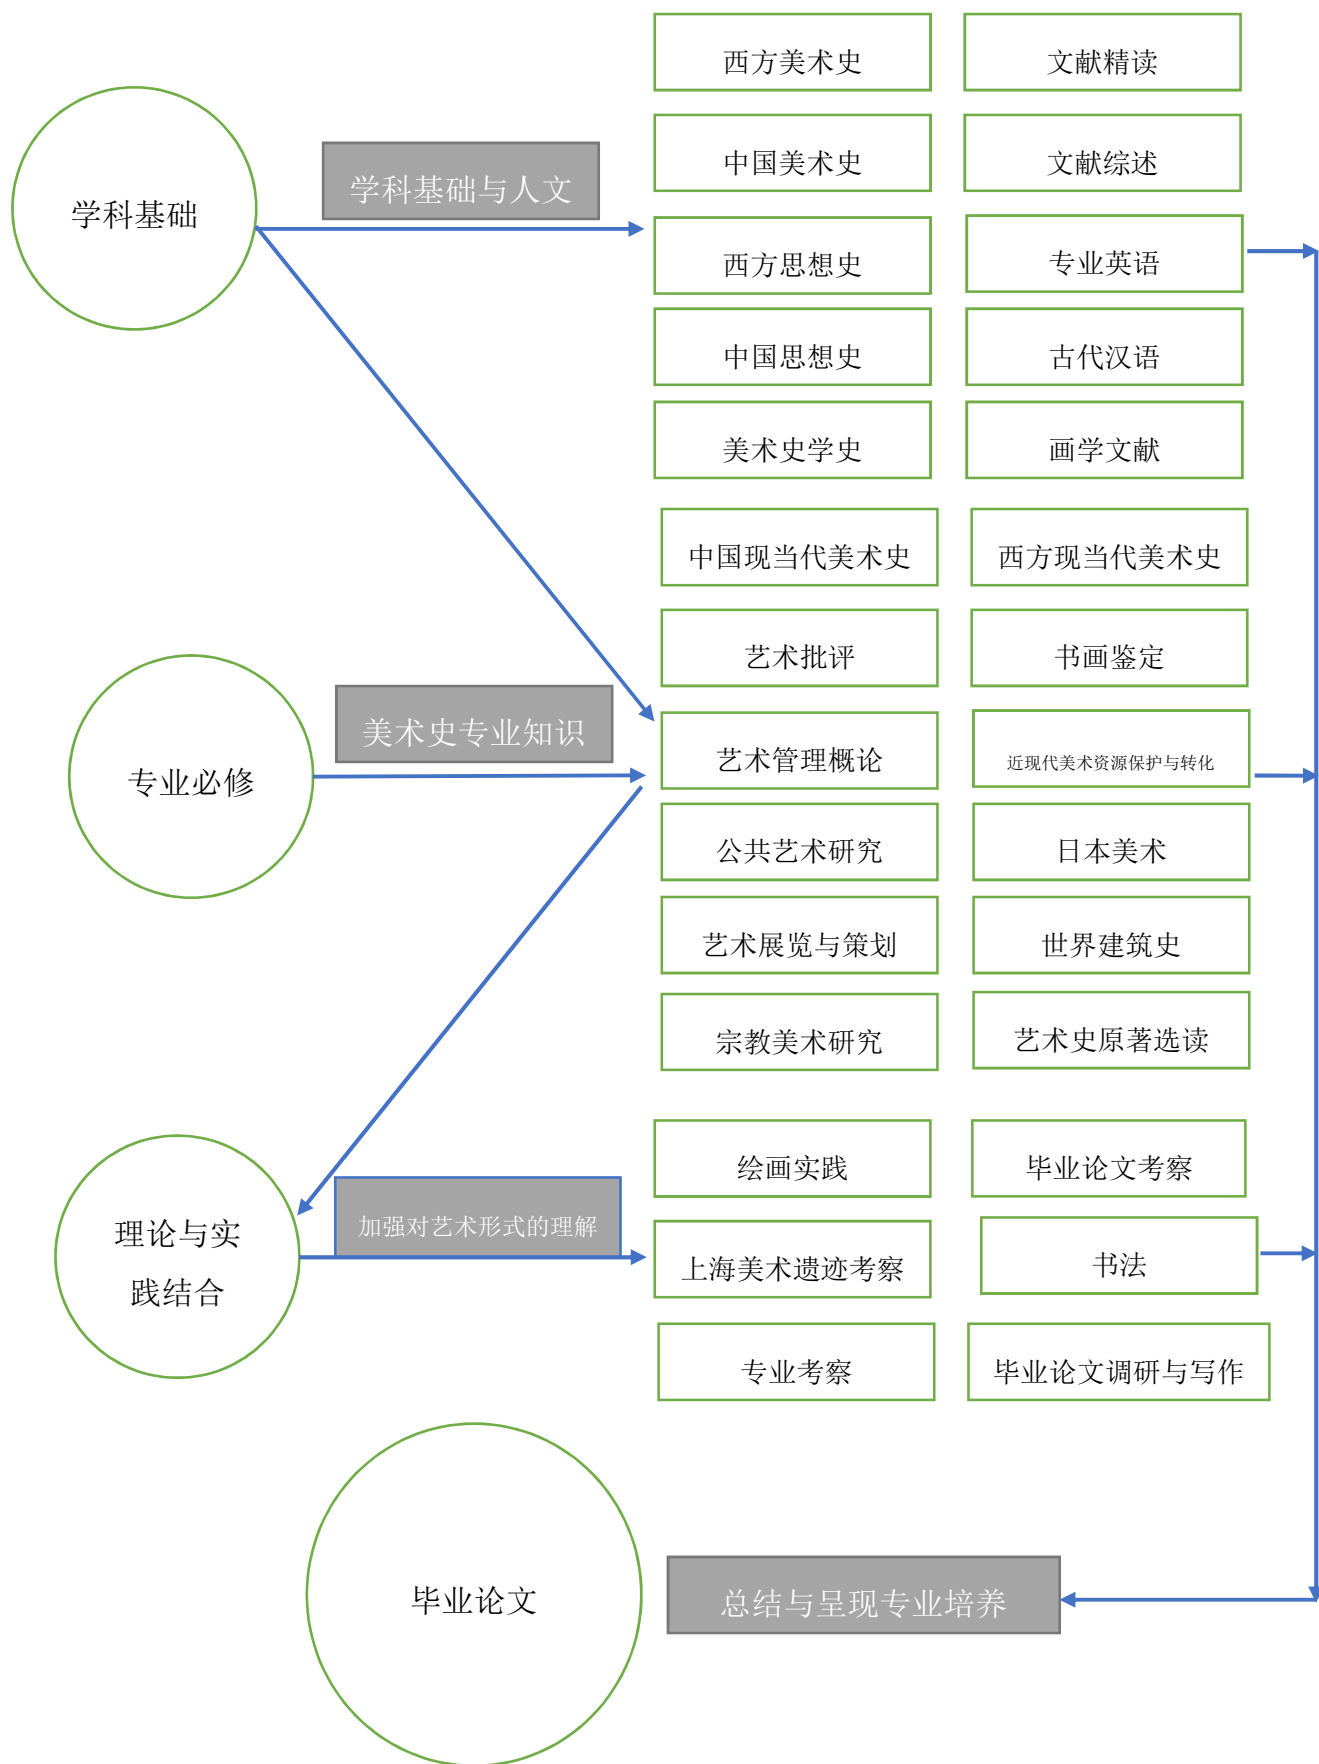 学科基础
学科基础与人文
西方美术史
文献精读
中国美术史
文献综述
西方思想史
专业英语
中国思想史
古代汉语
美术史学史
画学文献
专业必修
美术史专业知识
中国现当代美术史
西方现当代美术史
艺术批评
书画鉴定
艺术管理概论
近现代美术资源保护与转化
公共艺术研究
日本美术
艺术展览与策划
世界建筑史
宗教美术研究
艺术史原著选读
理论与实
践结合
加强对艺术形式的理解
绘画实践
毕业论文考察
上海美术遗迹考察
书法
专业考察
毕业论文调研与写作
毕业论文
总结与呈现专业培养